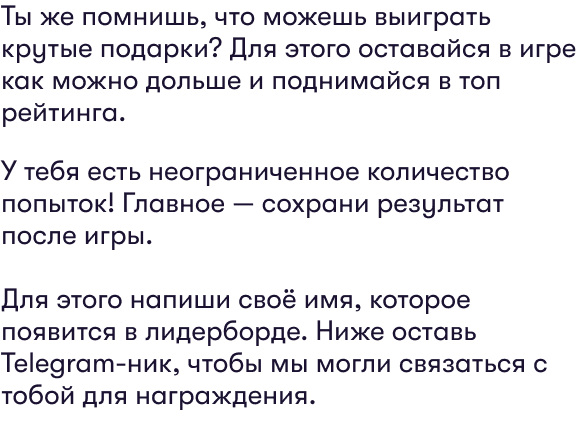 Ты же помнишь, что можешь выиграть
крутые подарки? Для этого оставайся в игре
как можно дольше и поднимайся в топ
рейтинга.
У тебя есть неограниченное количество
попыток! Главное — сохрани результат
после игры.
Для этого напиши своё имя, которое
появится в лидерборде. Ниже оставь
Telegram-ник, чтобы мы могли связаться с
тобой для награждения.